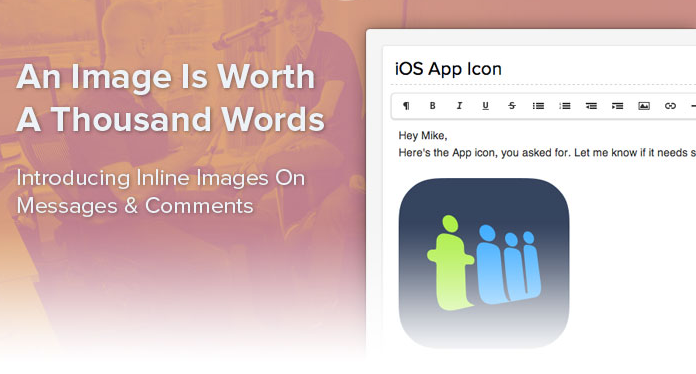 An Image Is Worth
A Thousand Words
Introducing Inline Images On
Messages & Comments
iOS App Icon
¶ B I U S
Hey Mike,
Here's the App icon, you asked for. Let me know if it needs s